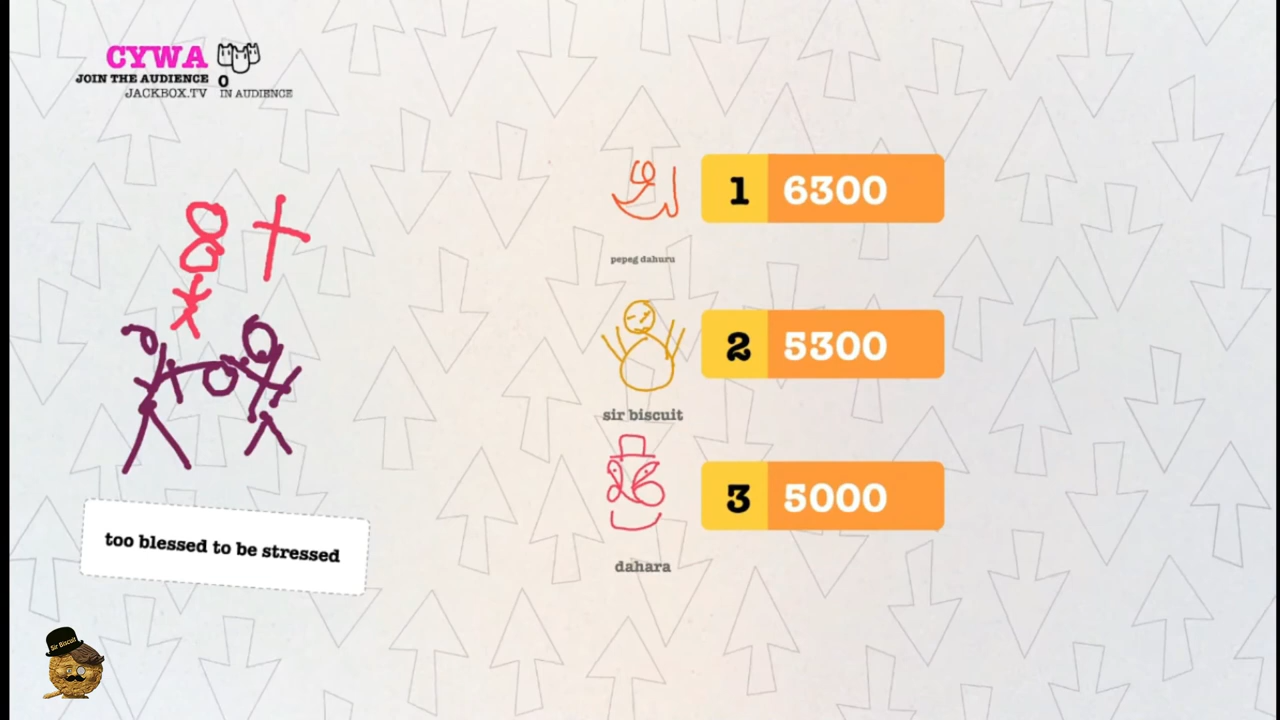 CYWA
JOIN THE AUDIENCE
JACKBOX.TV
0
IN AUDIENCE
1 6300
pepeg dahuru
2 5300
sir biscuit
3 5000
dahara
too blessed to be stressed
Sir Biscuit